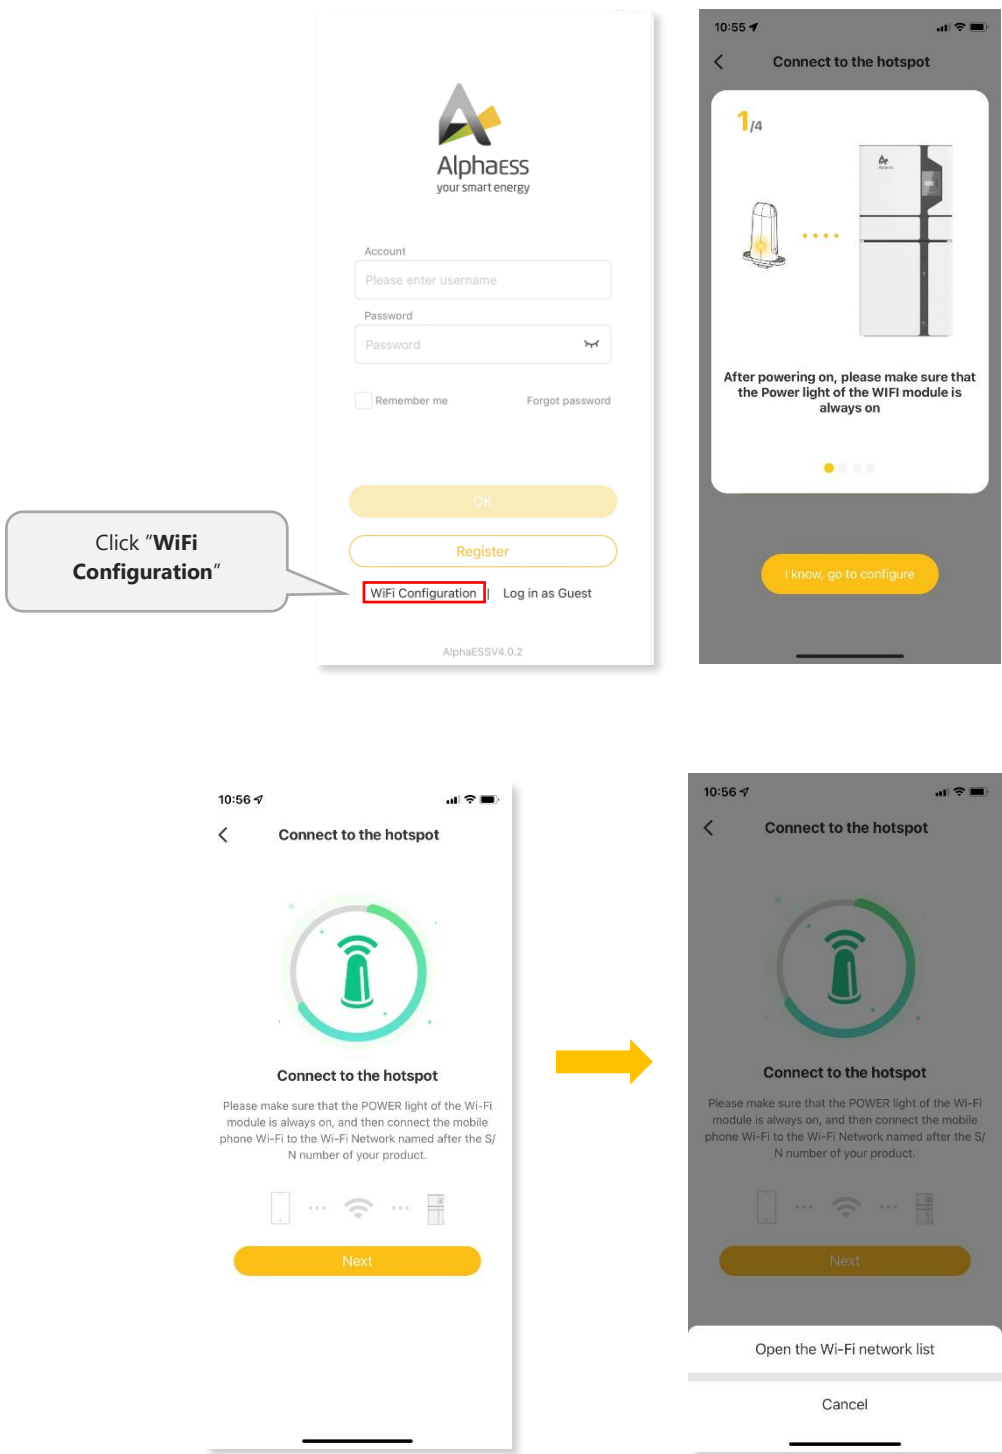 AlphaESS
your smart energy
Account
Please enter username
Password
Password
Remember me
Forgot password
OK
Register
WiFi Configuration | Log in as Guest
AlphaESSV4.0.2
Click "WiFi
Configuration"
10:55
Connect to the hotspot
1/4
After powering on, please make sure that
the Power light of the WIFI module is
always on
I know, go to configure
10:56
Connect to the hotspot
Connect to the hotspot
Please make sure that the POWER light of the Wi-Fi
module is always on, and then connect the mobile
phone Wi-Fi to the Wi-Fi Network named after the S/
N number of your product.
Next
10:56
Connect to the hotspot
Connect to the hotspot
Please make sure that the POWER light of the Wi-Fi
module is always on, and then connect the mobile
phone Wi-Fi to the Wi-Fi Network named after the S/
N number of your product.
Next
Open the Wi-Fi network list
Cancel